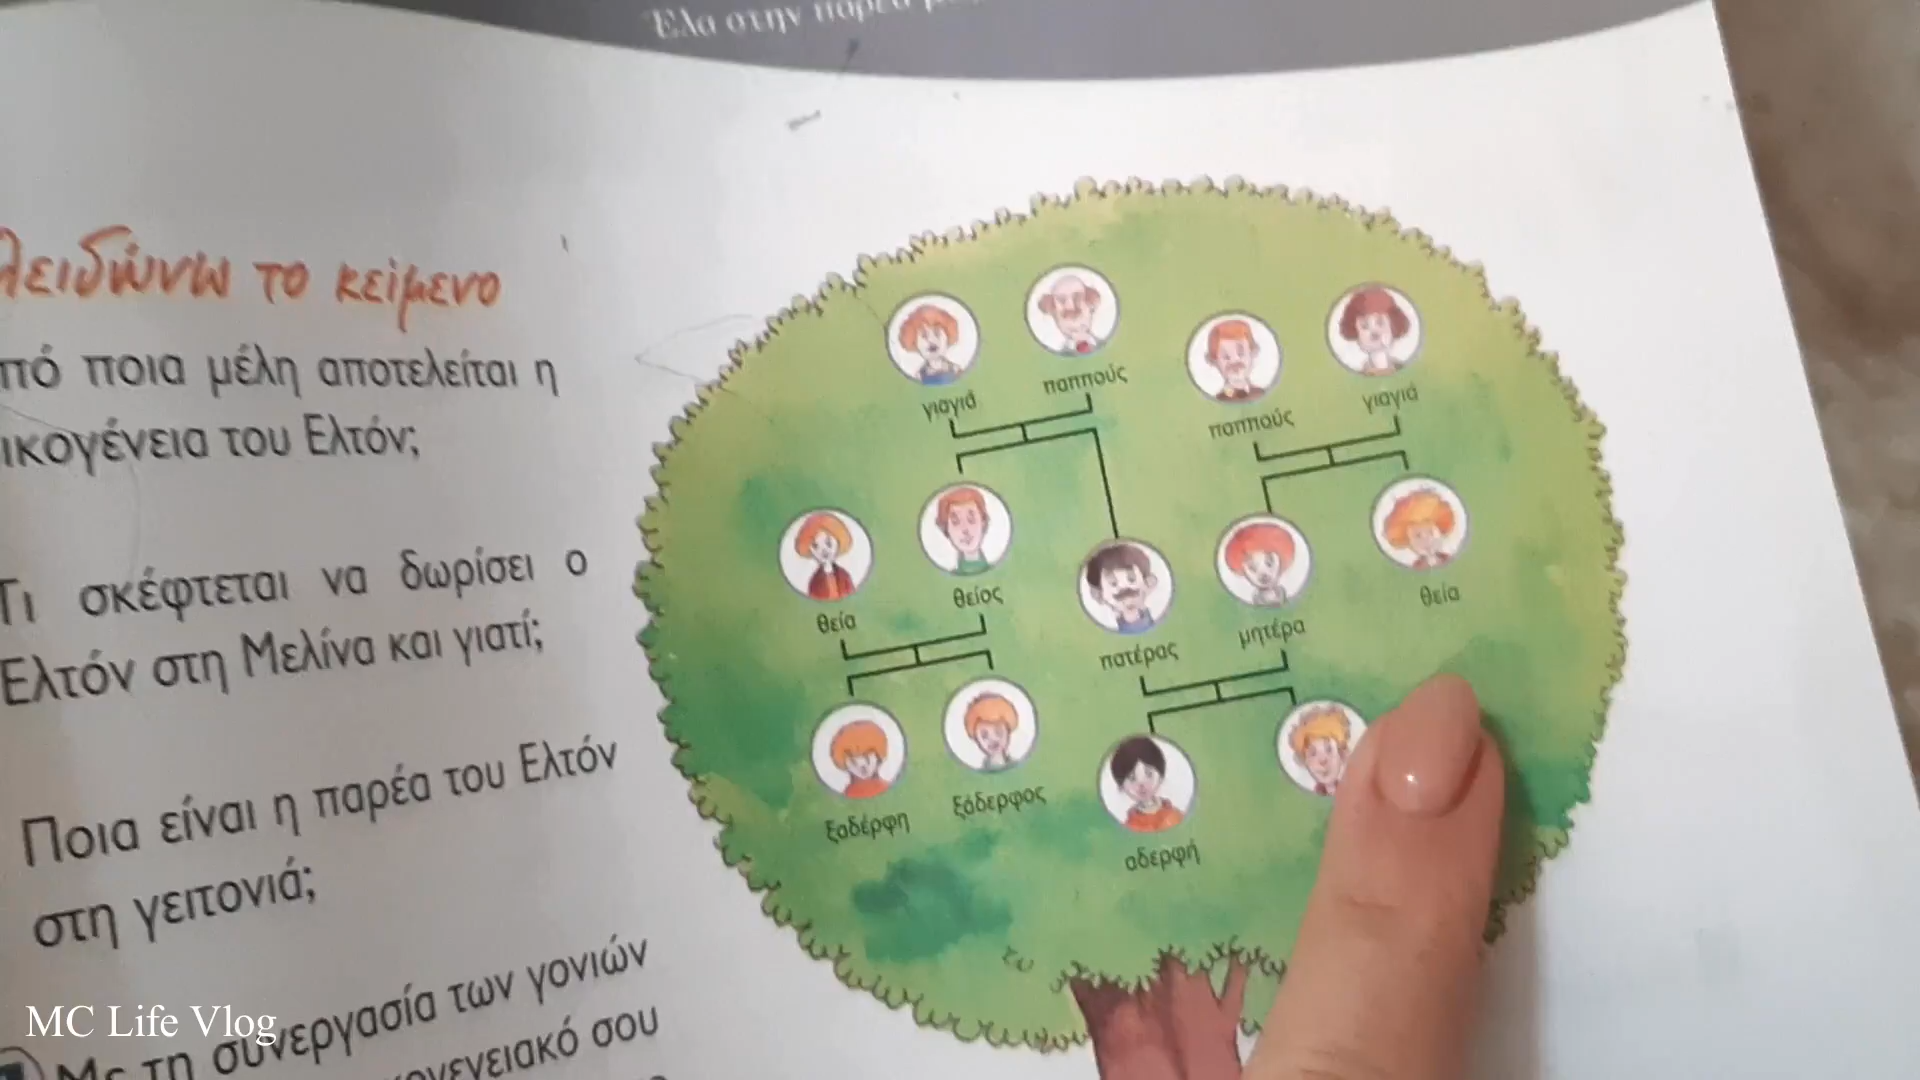 Έλα στην παρέα
λειδώνω το κείμενο
πό ποια μέλη αποτελείται η
ικογένεια του Ελτόν;
Τι σκέφτεται να δωρίσει ο
Ελτόν στη Μελίνα και γιατί;
Ποια είναι η παρέα του Ελτόν
στη γειτονιά;
Με τη συνεργασία των γονιών
σου
γιαγιά
παππούς
παππούς
γιαγιά
θεία
θείος
πατέρας
μητέρα
θεία
ξαδέρφη
ξάδερφος
αδερφή
MC Life Vlog